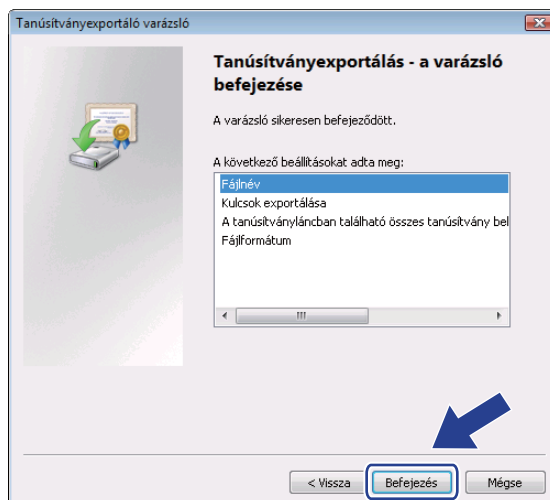 Tanúsítványexportáló varázsló
Tanúsítványexportálás - a varázsló
befejezése
A varázsló sikeresen befejeződött.
A következő beállításokat adta meg:
Fájlnév
Kulcsok exportálása
A tanúsítványláncban található összes tanúsítvány bel
Fájlformátum
< Vissza
Befejezés
Mégse